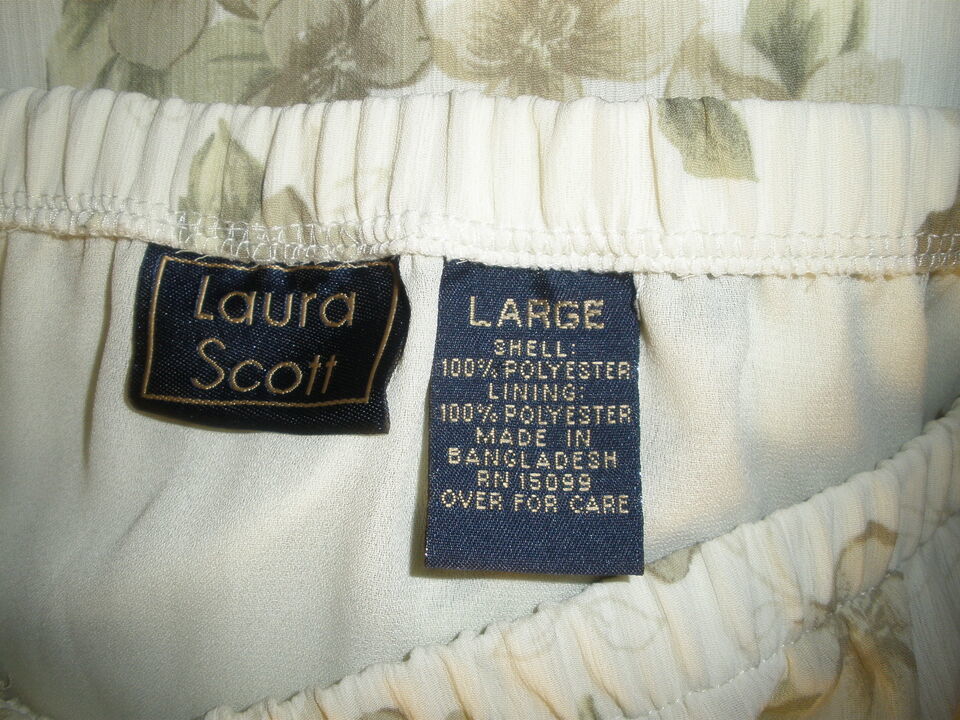 Laura
Scott
LARGE
SHELL:
100% POLYESTER
LINING:
100% POLYESTER
MADE IN
BANGLADESH
RN 15099
OVER FOR CARE